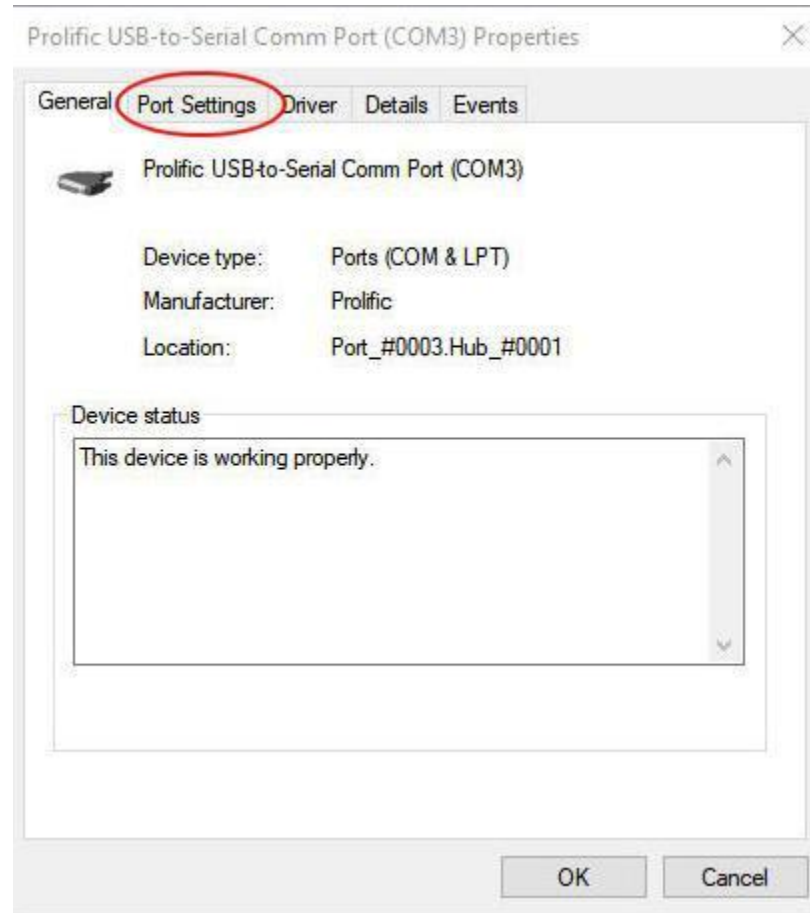 Prolific USB-to-Serial Comm Port (COM3) Properties
General Port Settings Driver Details Events
Prolific USB-to-Serial Comm Port (COM3)
Device type: Ports (COM & LPT)
Manufacturer: Prolific
Location: Port_#0003.Hub_#0001
Device status
This device is working properly.
OK Cancel